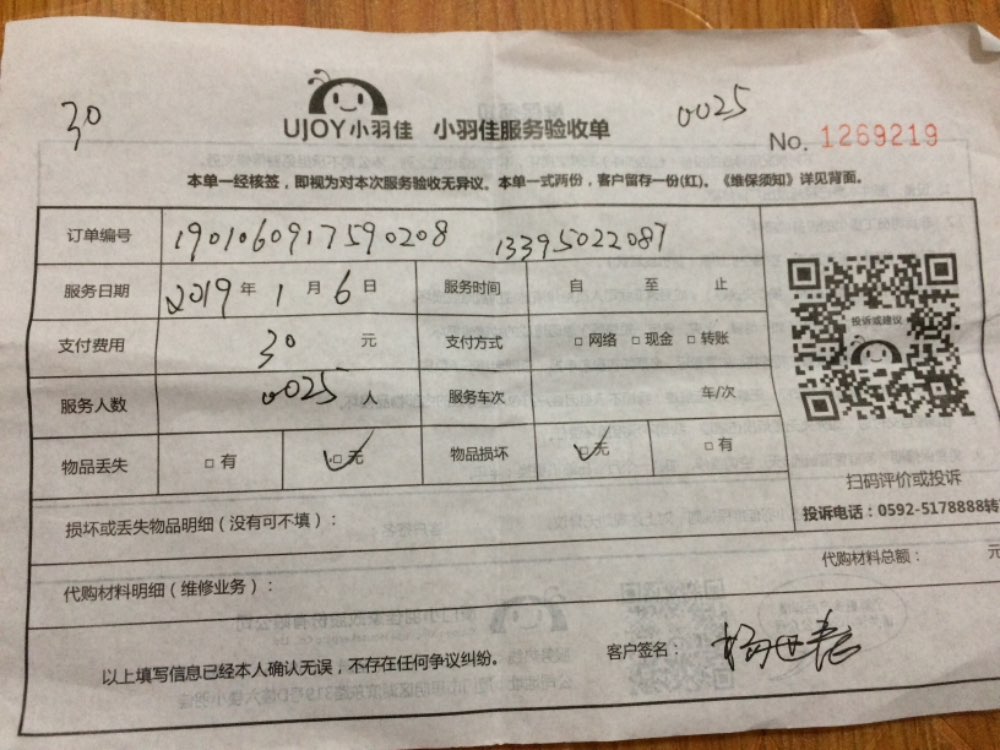 30
0025
UJOY小羽佳 小羽佳服务验收单
No. 1269219
本单一经核签，即视为对本次服务验收无异议。本单一式两份，客户留存一份(红)。《维保须知》详见背面。
订单编号 1901060917590208 13395022087
服务日期 2019年1月6日 服务时间 自 至 止
支付费用 30 元 支付方式 □网络 □现金 □转账
投诉或建议
服务人数 0025 人 服务车次 车/次
物品丢失 □有 ✓□无 物品损坏 ✓□无 □有
扫码评价或投诉
投诉电话：0592-5178888转
损坏或丢失物品明细（没有可不填）：
代购材料明细（维修业务）： 代购材料总额： 元
以上填写信息已经本人确认无误，不存在任何争议纠纷。 客户签名：